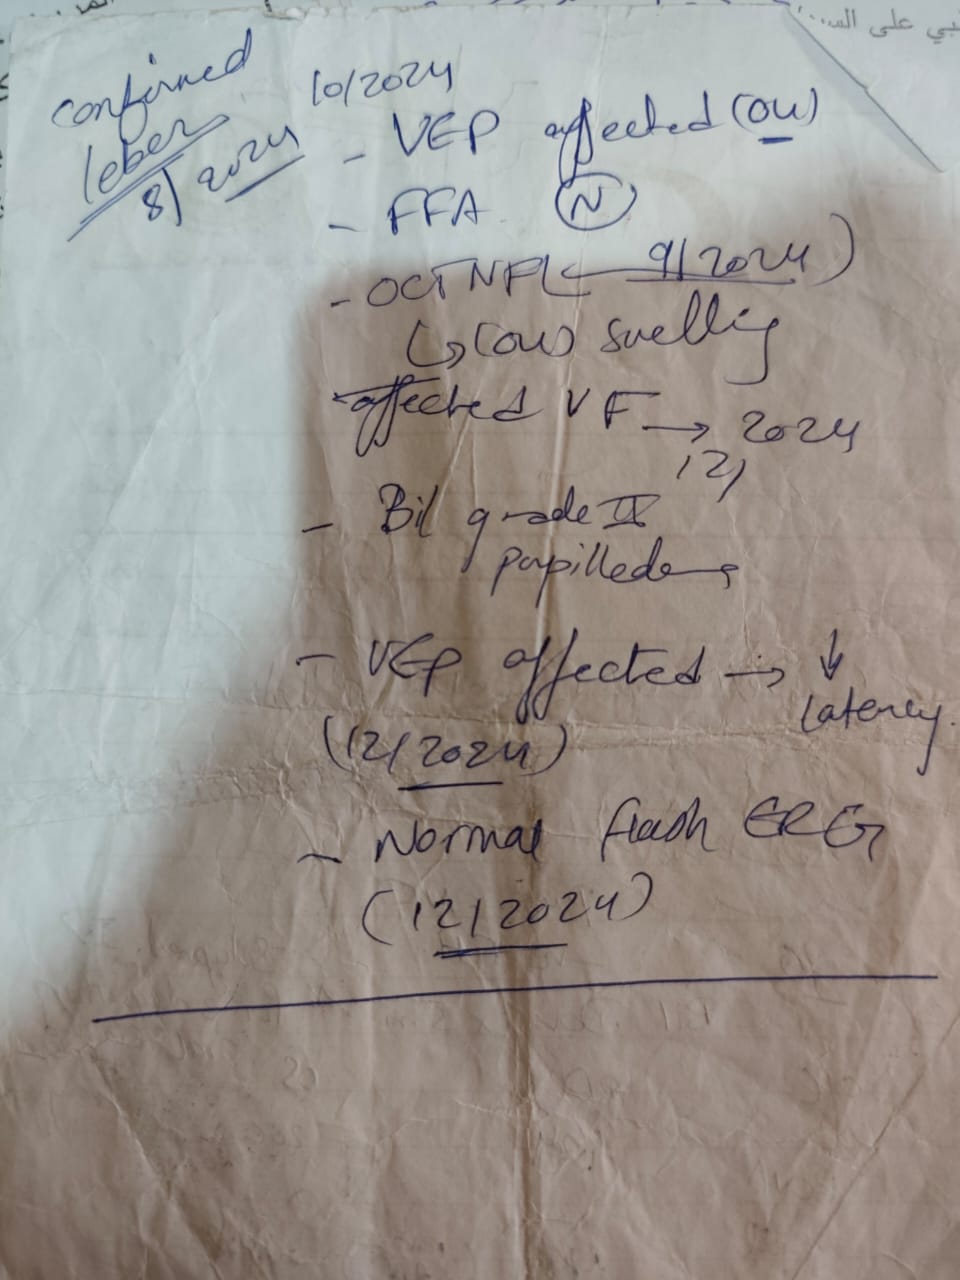 confirmed
leber
8/2024
10/2024
- VEP affected (OU)
- FFA (N)
- OCT NFL (9/2024)
↳ (OU) swelling
- affected VF → 2024
12/
- Bil grade II
papilledema
- VEP affected → ↓
latency.
(12/2024)
- Normal flash ERG
(12/2024)